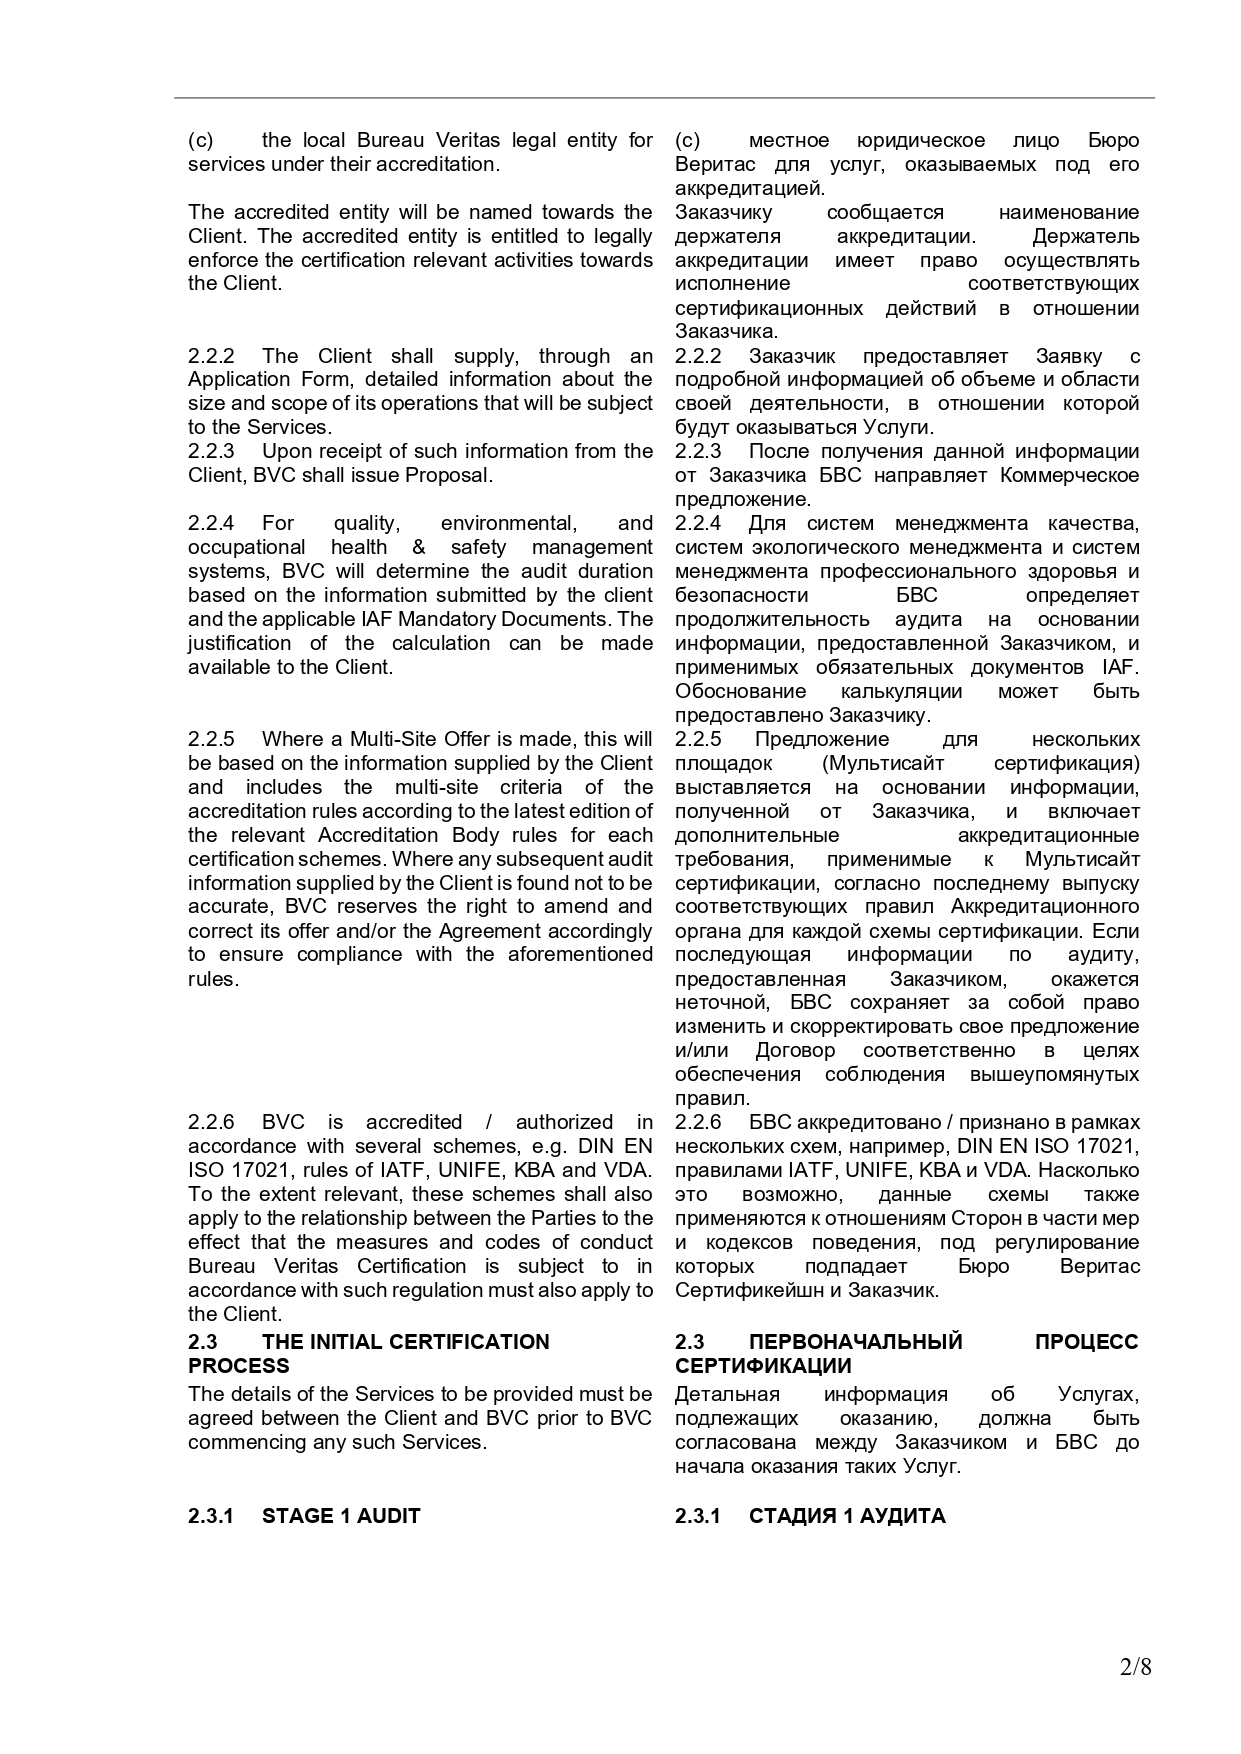 (c) the local Bureau Veritas legal entity for
services under their accreditation.
The accredited entity will be named towards the
Client. The accredited entity is entitled to legally
enforce the certification relevant activities towards
the Client.
2.2.2 The Client shall supply, through an
Application Form, detailed information about the
size and scope of its operations that will be subject
to the Services.
2.2.3 Upon receipt of such information from the
Client, BVC shall issue Proposal.
2.2.4 For quality, environmental, and
occupational health & safety management
systems, BVC will determine the audit duration
based on the information submitted by the client
and the applicable IAF Mandatory Documents. The
justification of the calculation can be made
available to the Client.
2.2.5 Where a Multi-Site Offer is made, this will
be based on the information supplied by the Client
and includes the multi-site criteria of the
accreditation rules according to the latest edition of
the relevant Accreditation Body rules for each
certification schemes. Where any subsequent audit
information supplied by the Client is found not to be
accurate, BVC reserves the right to amend and
correct its offer and/or the Agreement accordingly
to ensure compliance with the aforementioned
rules.
2.2.6 BVC is accredited / authorized in
accordance with several schemes, e.g. DIN EN
ISO 17021, rules of IATF, UNIFE, KBA and VDA.
To the extent relevant, these schemes shall also
apply to the relationship between the Parties to the
effect that the measures and codes of conduct
Bureau Veritas Certification is subject to in
accordance with such regulation must also apply to
the Client.
2.3 THE INITIAL CERTIFICATION
PROCESS
The details of the Services to be provided must be
agreed between the Client and BVC prior to BVC
commencing any such Services.
2.3.1 STAGE 1 AUDIT
(c) местное юридическое лицо Бюро
Веритас для услуг, оказываемых под его
аккредитацией.
Заказчику сообщается наименование
держателя аккредитации. Держатель
аккредитации имеет право осуществлять
исполнение соответствующих
сертификационных действий в отношении
Заказчика.
2.2.2 Заказчик предоставляет Заявку с
подробной информацией об объеме и области
своей деятельности, в отношении которой
будут оказываться Услуги.
2.2.3 После получения данной информации
от Заказчика БВС направляет Коммерческое
предложение.
2.2.4 Для систем менеджмента качества,
систем экологического менеджмента и систем
менеджмента профессионального здоровья и
безопасности БВС определяет
продолжительность аудита на основании
информации, предоставленной Заказчиком, и
применимых обязательных документов IAF.
Обоснование калькуляции может быть
предоставлено Заказчику.
2.2.5 Предложение для нескольких
площадок (Мультисайт сертификация)
выставляется на основании информации,
полученной от Заказчика, и включает
дополнительные аккредитационные
требования, применимые к Мультисайт
сертификации, согласно последнему выпуску
соответствующих правил Аккредитационного
органа для каждой схемы сертификации. Если
последующая информации по аудиту,
предоставленная Заказчиком, окажется
неточной, БВС сохраняет за собой право
изменить и скорректировать свое предложение
и/или Договор соответственно в целях
обеспечения соблюдения вышеупомянутых
правил.
2.2.6 БВС аккредитовано / признано в рамках
нескольких схем, например, DIN EN ISO 17021,
правилами IATF, UNIFE, KBA и VDA. Насколько
это возможно, данные схемы также
применяются к отношениям Сторон в части мер
и кодексов поведения, под регулирование
которых подпадает Бюро Веритас
Сертификейшн и Заказчик.
2.3 ПЕРВОНАЧАЛЬНЫЙ ПРОЦЕСС
СЕРТИФИКАЦИИ
Детальная информация об Услугах,
подлежащих оказанию, должна быть
согласована между Заказчиком и БВС до
начала оказания таких Услуг.
2.3.1 СТАДИЯ 1 АУДИТА
2/8